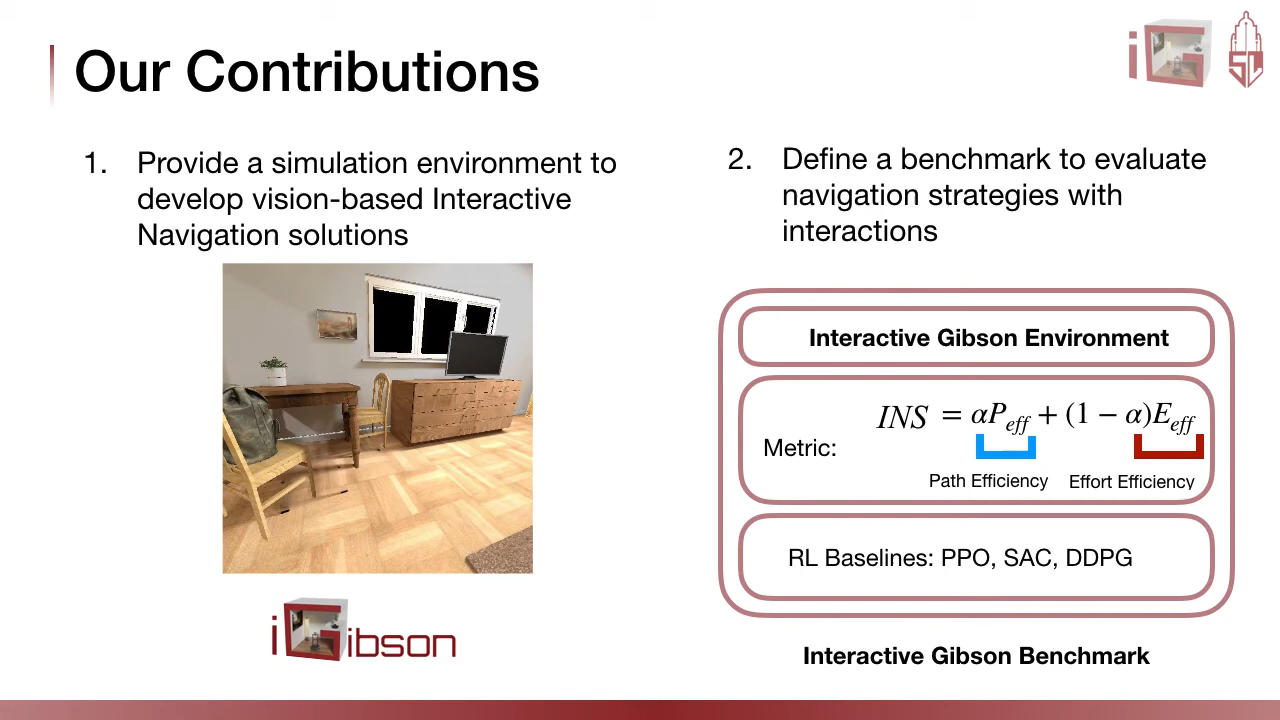 Our Contributions
iG
SL
1. Provide a simulation environment to
develop vision-based Interactive
Navigation solutions
iGibson
2. Define a benchmark to evaluate
navigation strategies with
interactions
Interactive Gibson Environment
Metric:
INS = αP_eff + (1 − α)E_eff
Path Efficiency Effort Efficiency
RL Baselines: PPO, SAC, DDPG
Interactive Gibson Benchmark